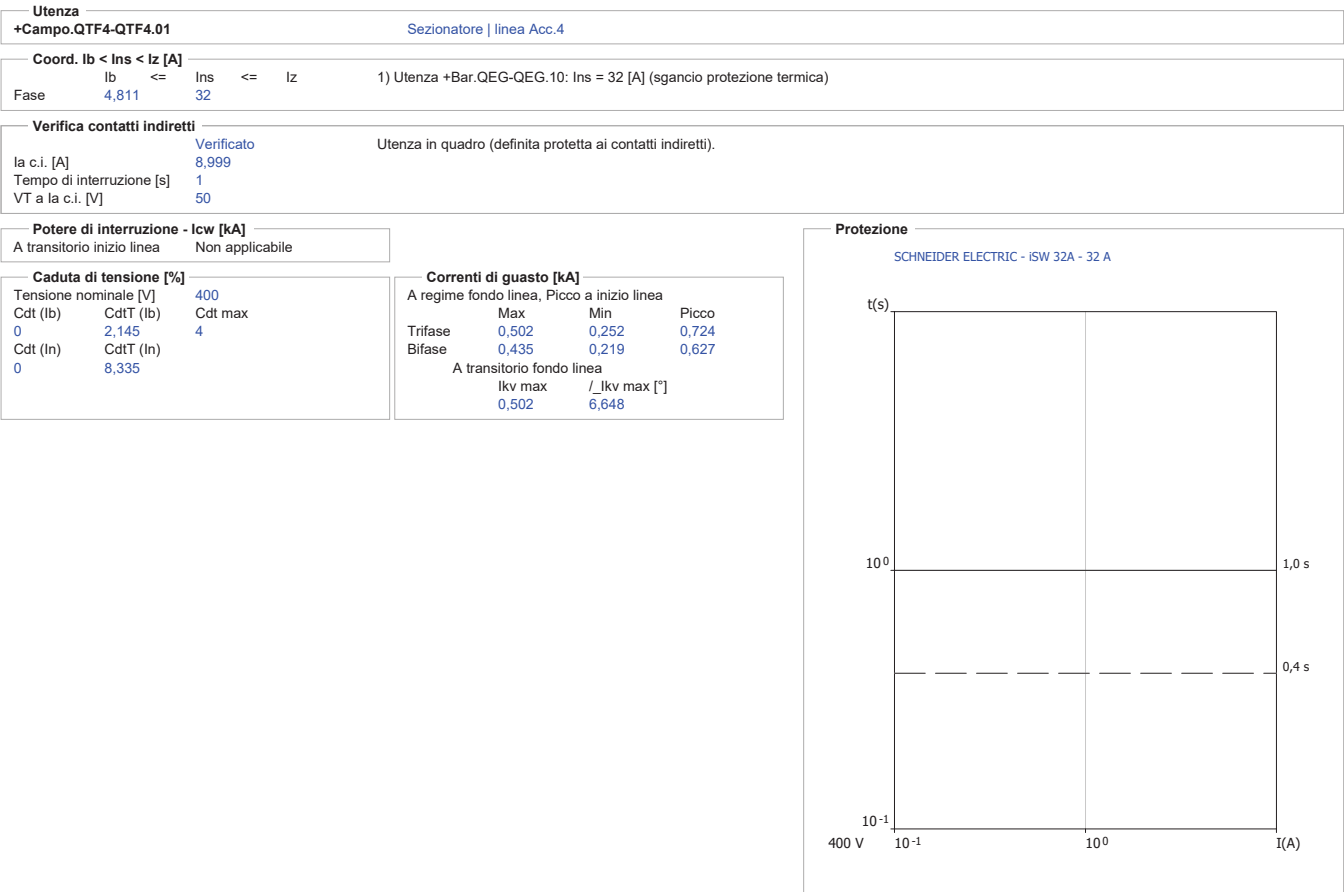 Utenza
+Campo.QTF4-QTF4.01 Sezionatore | linea Acc.4
Coord. Ib < Ins < Iz [A]
Ib <= Ins <= Iz 1) Utenza +Bar.QEG-QEG.10: Ins = 32 [A] (sgancio protezione termica)
Fase 4,811 32
Verifica contatti indiretti
Verificato Utenza in quadro (definita protetta ai contatti indiretti).
Ia c.i. [A] 8,999
Tempo di interruzione [s] 1
VT a Ia c.i. [V] 50
Potere di interruzione - Icw [kA]
A transitorio inizio linea Non applicabile
Caduta di tensione [%]
Tensione nominale [V] 400
Cdt (Ib) CdtT (Ib) Cdt max
0 2,145 4
Cdt (In) CdtT (In)
0 8,335
Correnti di guasto [kA]
A regime fondo linea, Picco a inizio linea
Max Min Picco
Trifase 0,502 0,252 0,724
Bifase 0,435 0,219 0,627
A transitorio fondo linea
Ikv max /_Ikv max [°]
0,502 6,648
Protezione
SCHNEIDER ELECTRIC - iSW 32A - 32 A
t(s)
10⁰ 1,0 s
0,4 s
10⁻¹
400 V 10⁻¹ 10⁰ I(A)